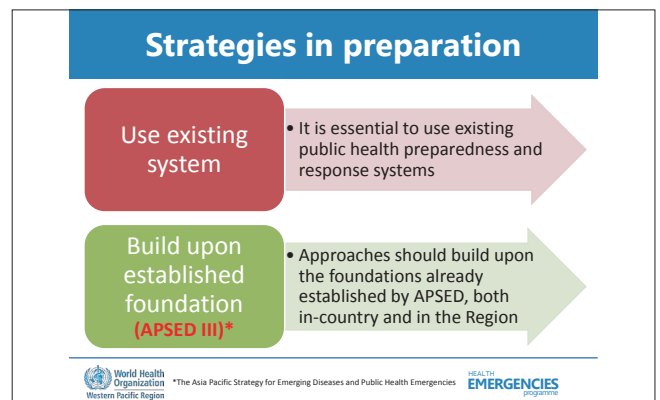 Strategies in preparation
Use existing
system
• It is essential to use existing
public health preparedness and
response systems
Build upon
established
foundation
(APSED III)*
• Approaches should build upon
the foundations already
established by APSED, both
in-country and in the Region
World Health
Organization
Western Pacific Region
*The Asia Pacific Strategy for Emerging Diseases and Public Health Emergencies
HEALTH
EMERGENCIES
programme